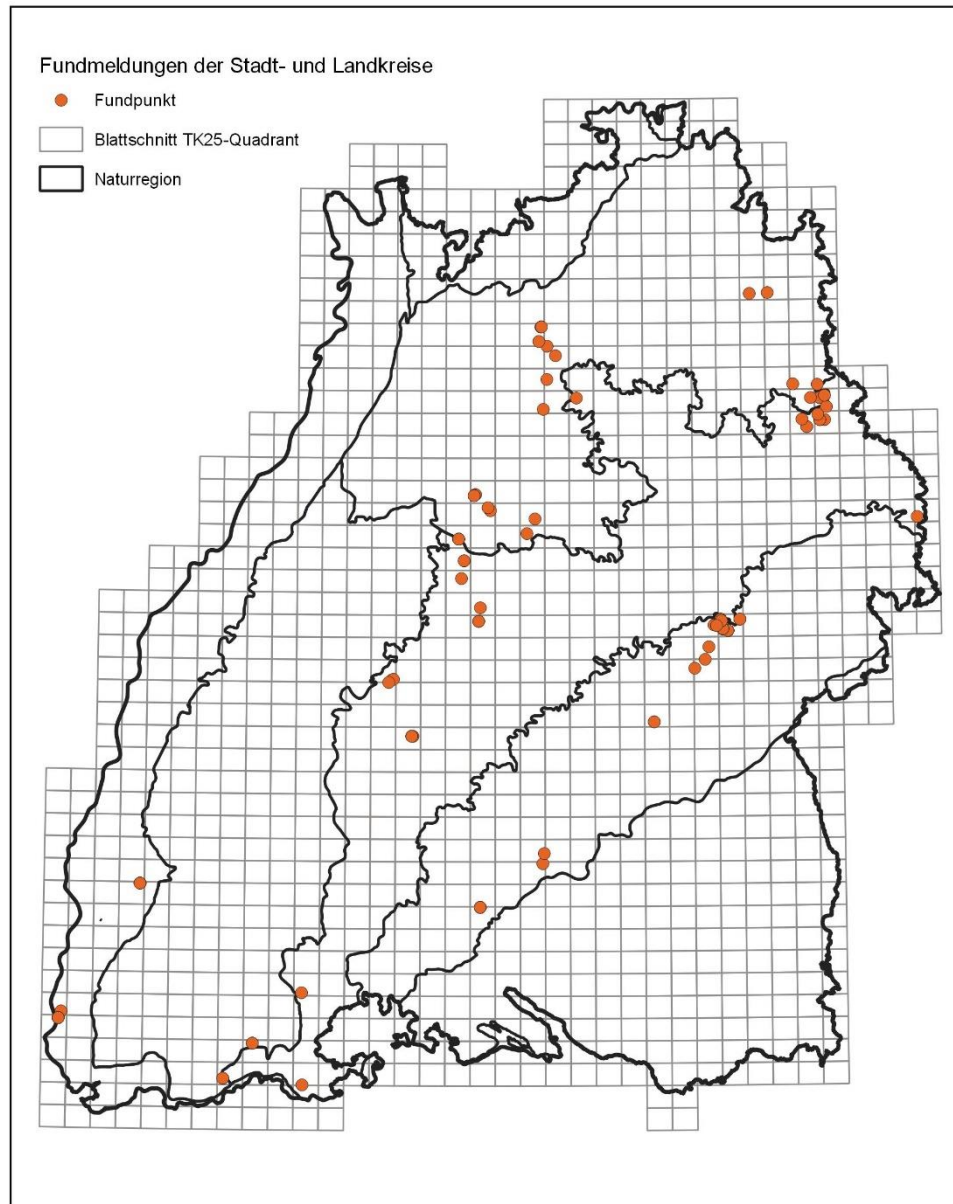 Fundmeldungen der Stadt- und Landkreise
Fundpunkt
Blattschnitt TK25-Quadrant
Naturregion